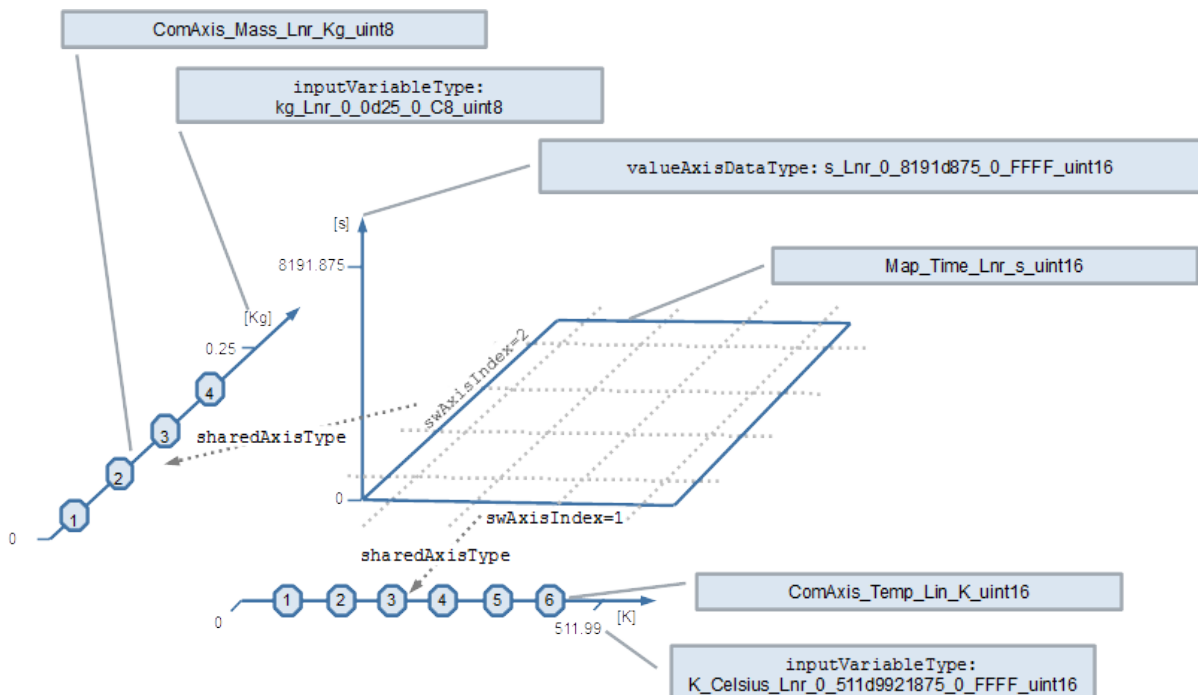 ComAxis_Mass_Lnr_Kg_uint8
inputVariableType:
kg_Lnr_0_0d25_0_C8_uint8
valueAxisDataType: s_Lnr_0_8191d875_0_FFFF_uint16
[s]
8191.875
Map_Time_Lnr_s_uint16
[Kg]
0.25
swAxisIndex=2
4
3
sharedAxisType
2
1
0
0
swAxisIndex=1
sharedAxisType
1
2
3
4
5
6
0
511.99
[K]
ComAxis_Temp_Lin_K_uint16
inputVariableType:
K_Celsius_Lnr_0_511d9921875_0_FFFF_uint16